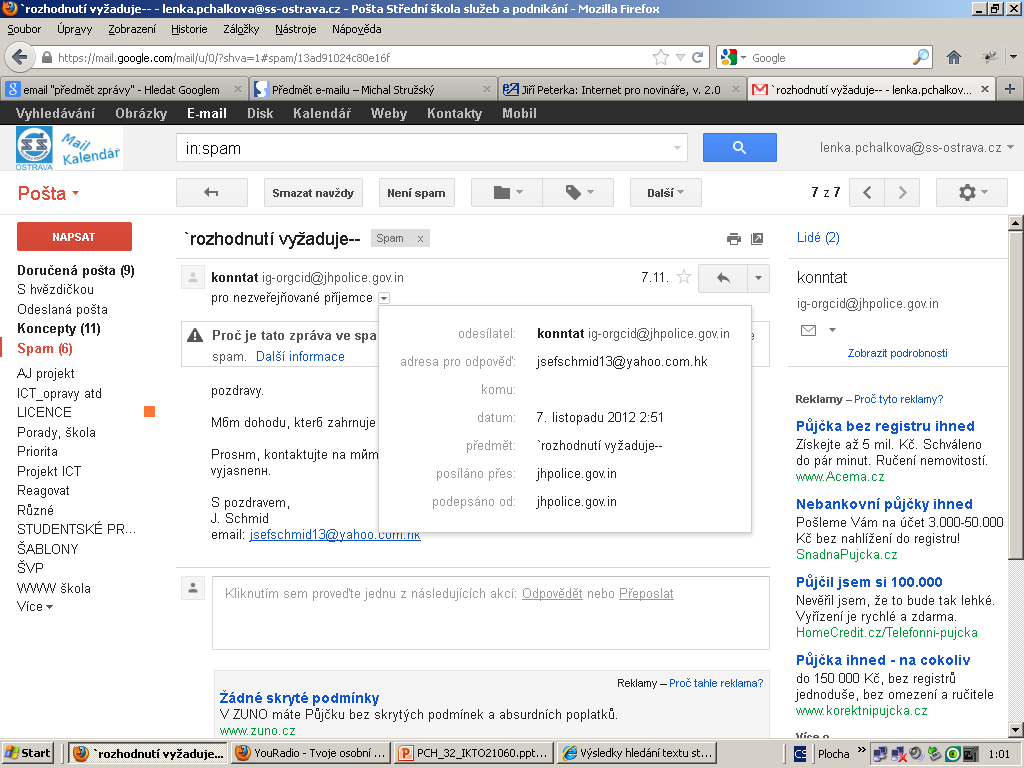 `rozhodnutí vyžaduje-- - lenka.pchalkova@ss-ostrava.cz - Pošta Střední škola služeb a podnikání - Mozilla Firefox
Soubor Úpravy Zobrazení Historie Záložky Nástroje Nápověda
https://mail.google.com/mail/u/0/?shva=1#spam/13ad91024c80e16f
Google
email "předmět zprávy" - Hledat Googlem
Předmět e-mailu – Michal Stružský
Jiří Peterka: Internet pro novináře, v. 2.0
`rozhodnutí vyžaduje-- - lenka.pchalkov...
Vyhledávání Obrázky E-mail Disk Kalendář Weby Kontakty Mobil
OSTRAVA
Mail Kalendář
in:spam
lenka.pchalkova@ss-ostrava.cz
Pošta
Smazat navždy
Není spam
Další
7 z 7
NAPSAT
Doručená pošta (9)
S hvězdičkou
Odeslaná pošta
Koncepty (11)
Spam (6)
AJ projekt
ICT_opravy atd
LICENCE
Porady, škola
Priorita
Projekt ICT
Reagovat
Různé
STUDENTSKÉ PR...
ŠABLONY
ŠVP
WWW škola
Více
`rozhodnutí vyžaduje-- Spam x
konntat ig-orgcid@jhpolice.gov.in 7.11.
pro nezveřejňované příjemce
Proč je tato zpráva ve spa
spam. Další informace
pozdravy.
Mбm dohodu, kterб zahrnuje
Prosнm, kontaktujte na mům
vyjasnenн.
S pozdravem,
J. Schmid
email: jsefschmid13@yahoo.com.hk
odesílatel: konntat ig-orgcid@jhpolice.gov.in
adresa pro odpověď: jsefschmid13@yahoo.com.hk
komu:
datum: 7. listopadu 2012 2:51
předmět: `rozhodnutí vyžaduje--
posíláno přes: jhpolice.gov.in
podepsáno od: jhpolice.gov.in
Kliknutím sem proveďte jednu z následujících akcí: Odpovědět nebo Přeposlat
Reklamy – Proč tahle reklama?
Žádné skryté podmínky
V ZUNO máte Půjčku bez skrytých podmínek a absurdních poplatků.
www.zuno.cz
Lidé (2)
konntat
ig-orgcid@jhpolice.gov.in
Zobrazit podrobnosti
Reklamy – Proč tyto reklamy?
Půjčka bez registru ihned
Získejte až 5 mil. Kč. Schváleno
do pár minut. Ručení nemovitostí.
www.Acema.cz
Nebankovní půjčky ihned
Pošleme Vám na účet 3.000-50.000
Kč bez nahlížení do registru!
SnadnaPujcka.cz
Půjčil jsem si 100.000
Nevěřil jsem, že to bude tak lehké.
Vyřízení je rychlé a zdarma.
HomeCredit.cz/Telefonni-pujcka
Půjčka ihned - na cokoliv
do 150 000 Kč, bez registrů
jednoduše, bez omezení a ručitele
www.korektnipujcka.cz
Více o
Start
`rozhodnutí vyžaduje...
YouRadio - Tvoje osobní ...
PCH_32_IKTO21060.ppt...
Výsledky hledání textu st...
Plocha
1:01